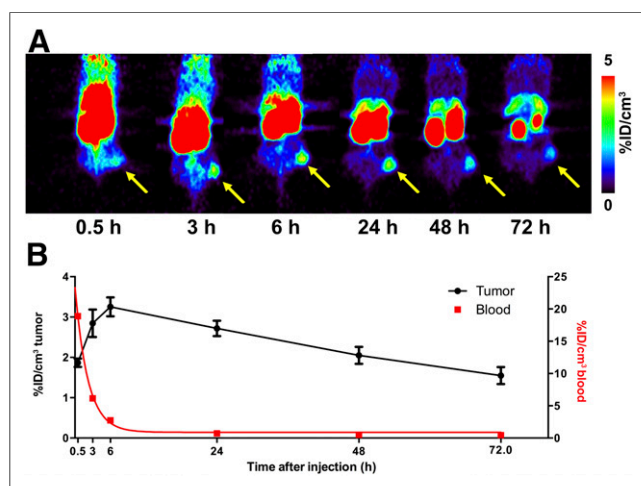 A
5
%ID/cm³
0
0.5 h 3 h 6 h 24 h 48 h 72 h
B
4 25
Tumor
Blood
20
3
15
2
10
1
5
0 0
0.5 3 6 24 48 72.0
%ID/cm³ tumor
%ID/cm³ blood
Time after injection (h)